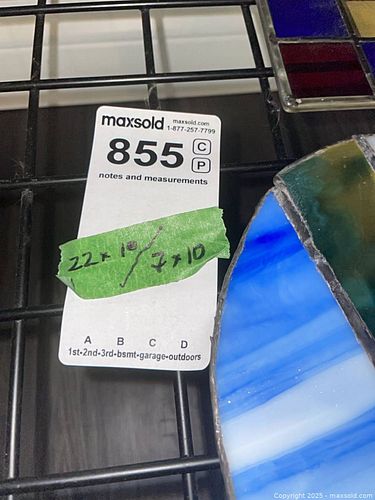 maxsold maxsold.com
1-877-257-7799
855 C
P
notes and measurements
22 x 10 / 7 x 10
A B C D
1st-2nd-3rd-bsmt-garage-outdoors
Copyright 2025 - maxsold.com